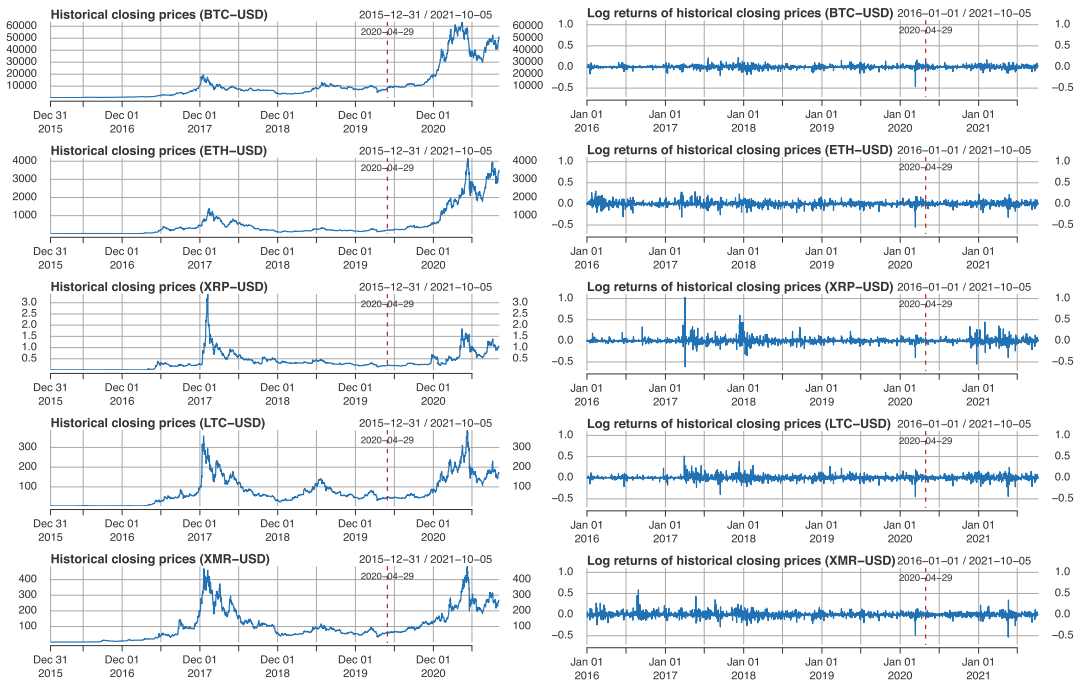 Historical closing prices (BTC−USD) 2015−12−31 / 2021−10−05
2020−04−29
60000 60000
50000 50000
40000 40000
30000 30000
20000 20000
10000 10000
Dec 31 Dec 01 Dec 01 Dec 01 Dec 01 Dec 01
2015 2016 2017 2018 2019 2020
Log returns of historical closing prices (BTC−USD) 2016−01−01 / 2021−10−05
2020−04−29
1.0 1.0
0.5 0.5
0.0 0.0
−0.5 −0.5
Jan 01 Jan 01 Jan 01 Jan 01 Jan 01 Jan 01
2016 2017 2018 2019 2020 2021
Historical closing prices (ETH−USD) 2015−12−31 / 2021−10−05
2020−04−29
4000 4000
3000 3000
2000 2000
1000 1000
Dec 31 Dec 01 Dec 01 Dec 01 Dec 01 Dec 01
2015 2016 2017 2018 2019 2020
Log returns of historical closing prices (ETH−USD) 2016−01−01 / 2021−10−05
2020−04−29
1.0 1.0
0.5 0.5
0.0 0.0
−0.5 −0.5
Jan 01 Jan 01 Jan 01 Jan 01 Jan 01 Jan 01
2016 2017 2018 2019 2020 2021
Historical closing prices (XRP−USD) 2015−12−31 / 2021−10−05
2020−04−29
3.0 3.0
2.5 2.5
2.0 2.0
1.5 1.5
1.0 1.0
0.5 0.5
Dec 31 Dec 01 Dec 01 Dec 01 Dec 01 Dec 01
2015 2016 2017 2018 2019 2020
Log returns of historical closing prices (XRP−USD) 2016−01−01 / 2021−10−05
2020−04−29
1.0 1.0
0.5 0.5
0.0 0.0
−0.5 −0.5
Jan 01 Jan 01 Jan 01 Jan 01 Jan 01 Jan 01
2016 2017 2018 2019 2020 2021
Historical closing prices (LTC−USD) 2015−12−31 / 2021−10−05
2020−04−29
300 300
200 200
100 100
Dec 31 Dec 01 Dec 01 Dec 01 Dec 01 Dec 01
2015 2016 2017 2018 2019 2020
Log returns of historical closing prices (LTC−USD) 2016−01−01 / 2021−10−05
2020−04−29
1.0 1.0
0.5 0.5
0.0 0.0
−0.5 −0.5
Jan 01 Jan 01 Jan 01 Jan 01 Jan 01 Jan 01
2016 2017 2018 2019 2020 2021
Historical closing prices (XMR−USD) 2015−12−31 / 2021−10−05
2020−04−29
400 400
300 300
200 200
100 100
Dec 31 Dec 01 Dec 01 Dec 01 Dec 01 Dec 01
2015 2016 2017 2018 2019 2020
Log returns of historical closing prices (XMR−USD) 2016−01−01 / 2021−10−05
2020−04−29
1.0 1.0
0.5 0.5
0.0 0.0
−0.5 −0.5
Jan 01 Jan 01 Jan 01 Jan 01 Jan 01 Jan 01
2016 2017 2018 2019 2020 2021